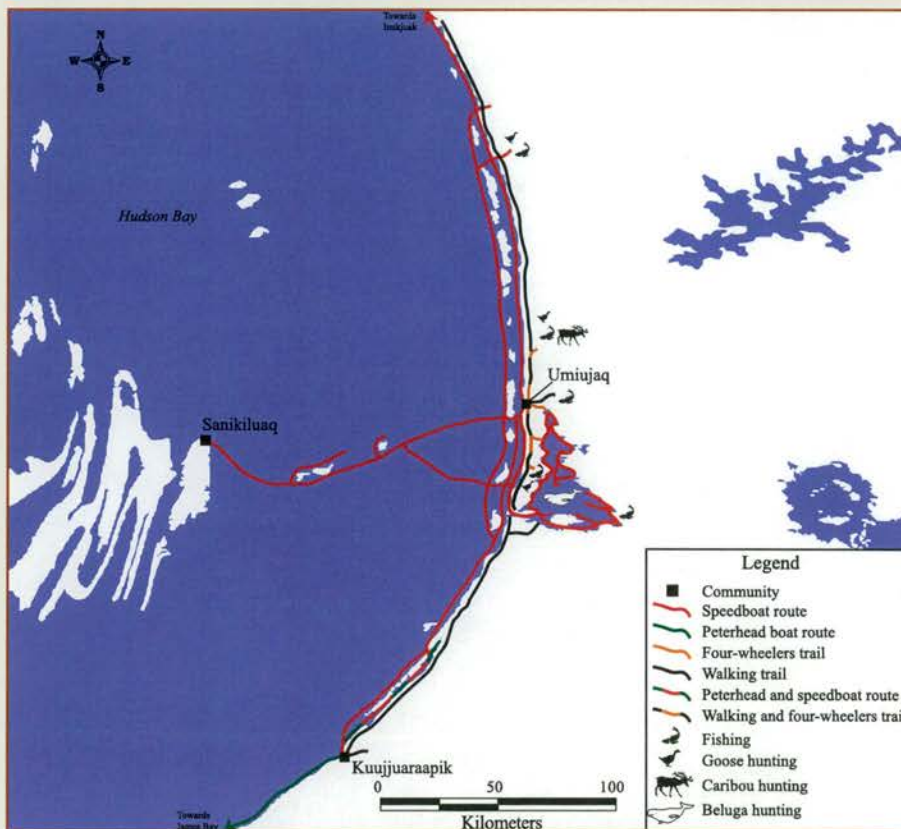 Towards
Inukjuak
N
W E
S
Hudson Bay
Umiujaq
Sanikiluaq
Kuujjuaraapik
Towards
James Bay
0 50 100
Kilometers
Legend
Community
Speedboat route
Peterhead boat route
Four-wheelers trail
Walking trail
Peterhead and speedboat route
Walking and four-wheelers trail
Fishing
Goose hunting
Caribou hunting
Beluga hunting